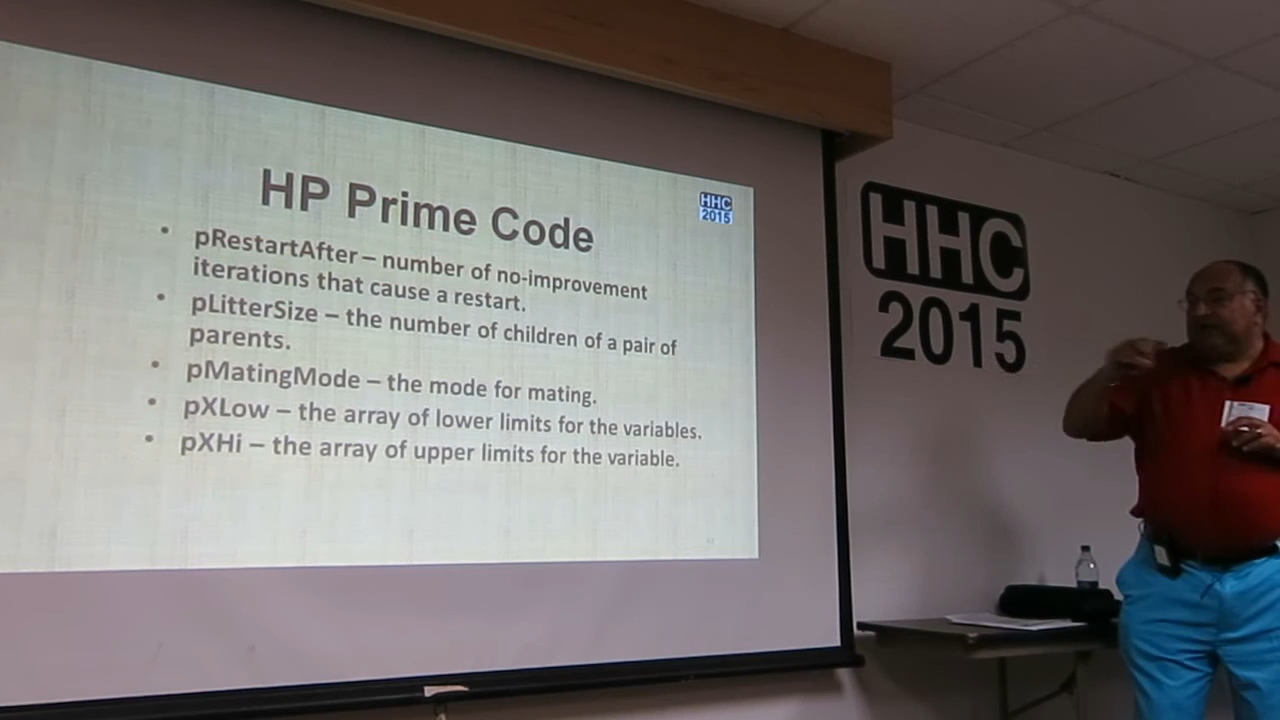 HP Prime Code
HHC
2015
• pRestartAfter – number of no-improvement
iterations that cause a restart.
• pLitterSize – the number of children of a pair of
parents.
• pMatingMode – the mode for mating.
• pXLow – the array of lower limits for the variables.
• pXHi – the array of upper limits for the variable.
HHC
2015